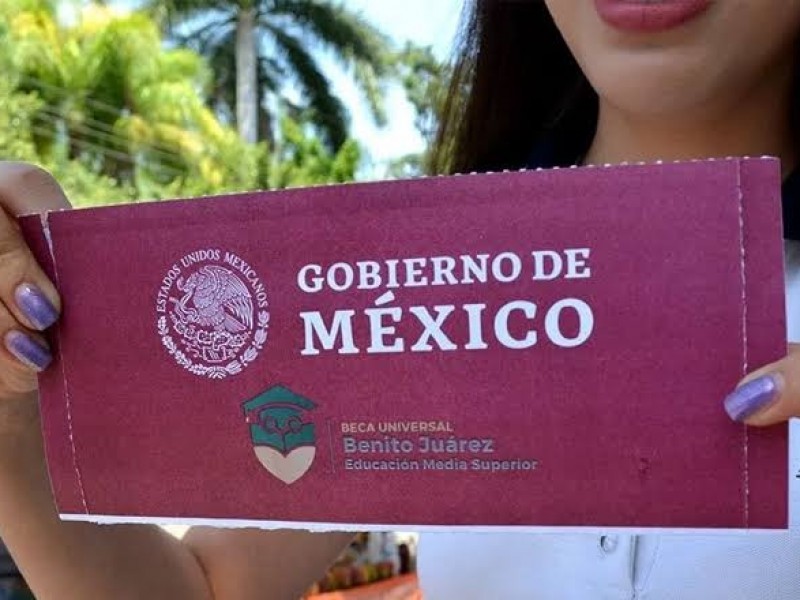 ESTADOS UNIDOS MEXICANOS
GOBIERNO DE
MÉXICO
BECA UNIVERSAL
Benito Juárez
Educación Media Superior